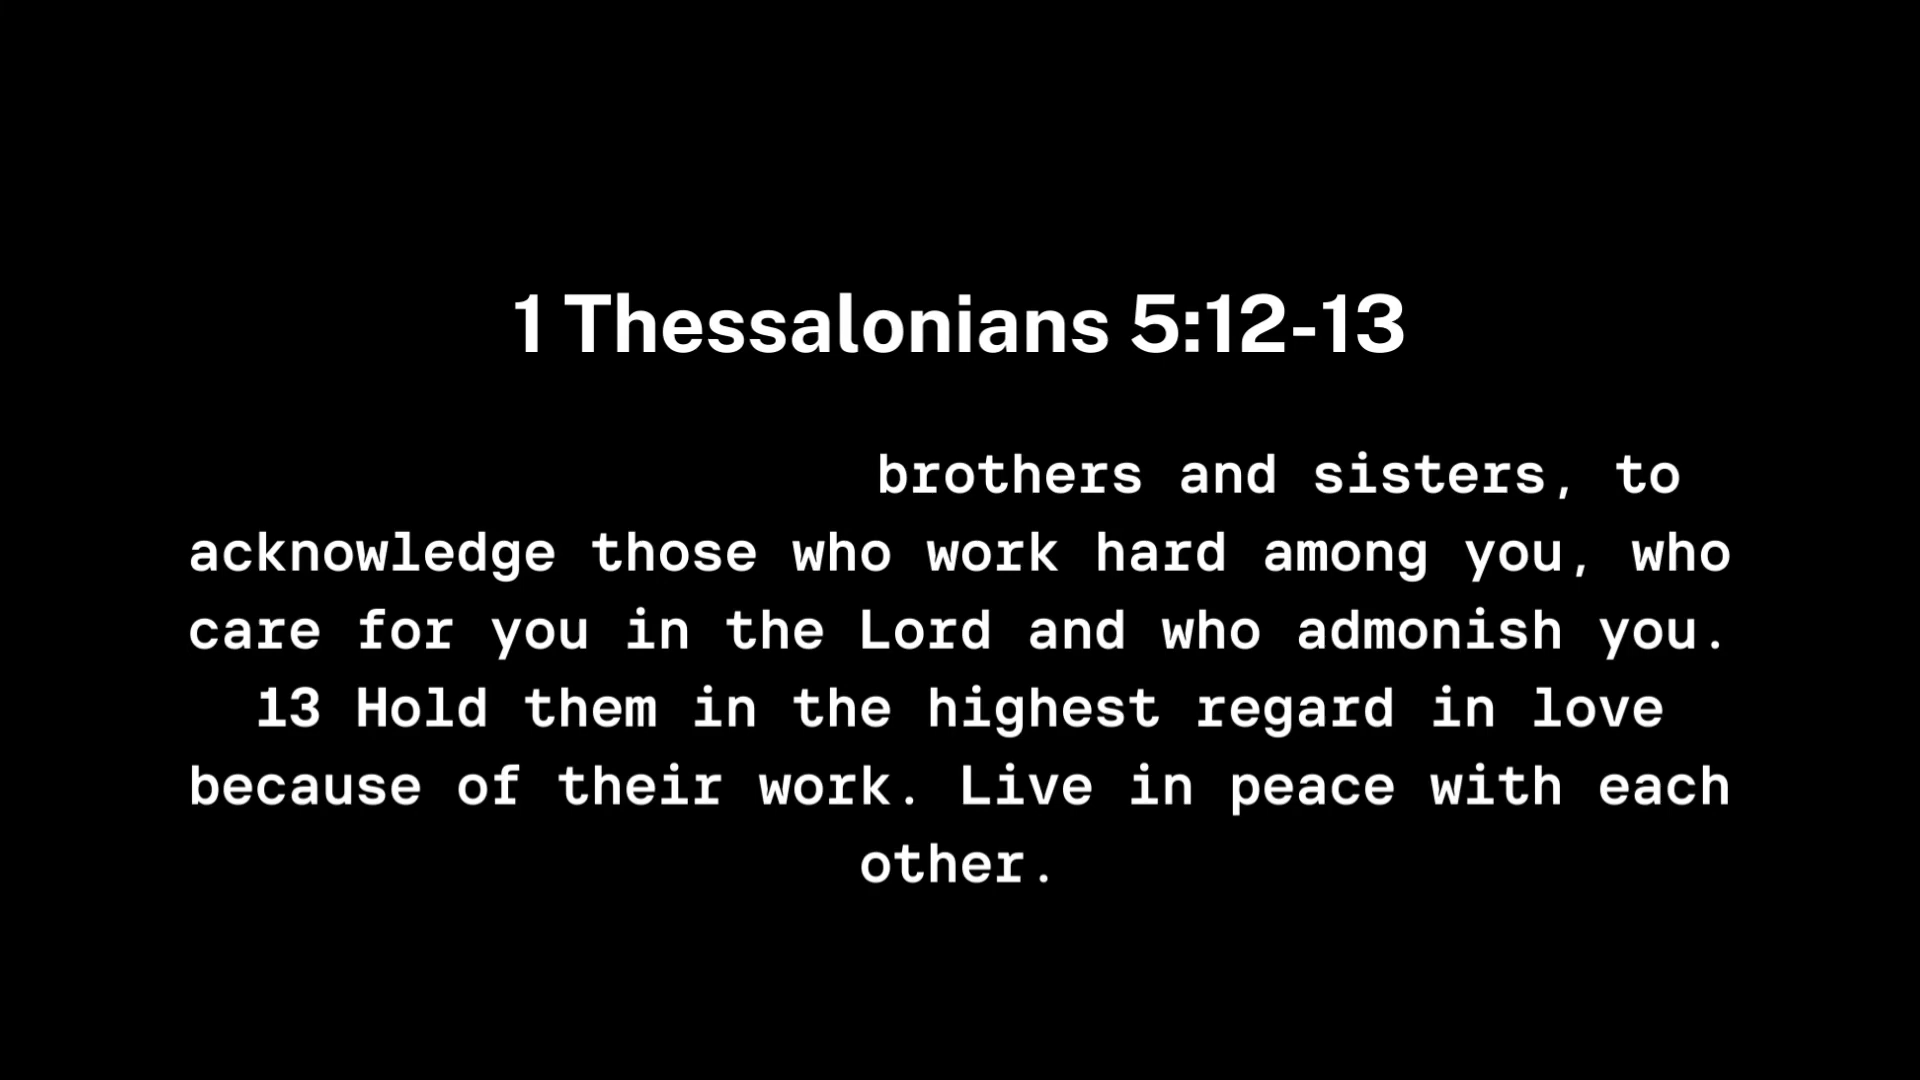 1 Thessalonians 5:12-13
brothers and sisters, to
acknowledge those who work hard among you, who
care for you in the Lord and who admonish you.
13 Hold them in the highest regard in love
because of their work. Live in peace with each
other.